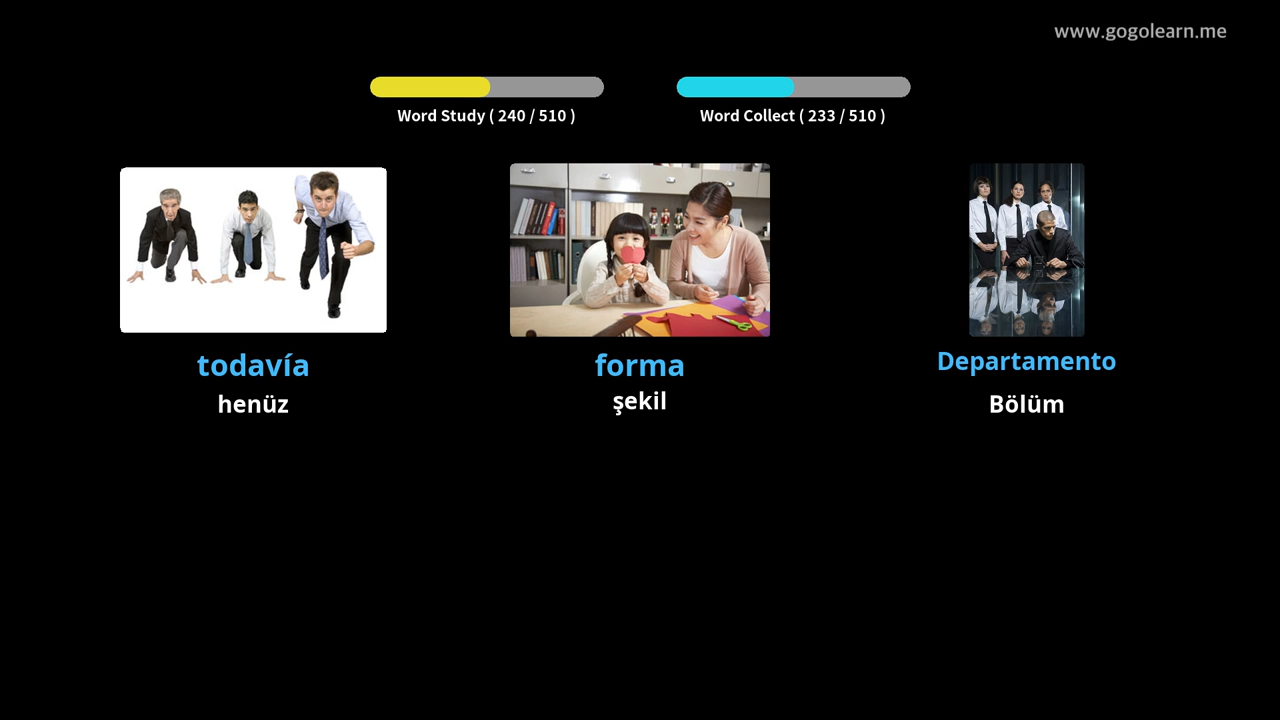 www.gogolearn.me
Word Study ( 240 / 510 )
Word Collect ( 233 / 510 )
todavía
forma
Departamento
henüz
şekil
Bölüm